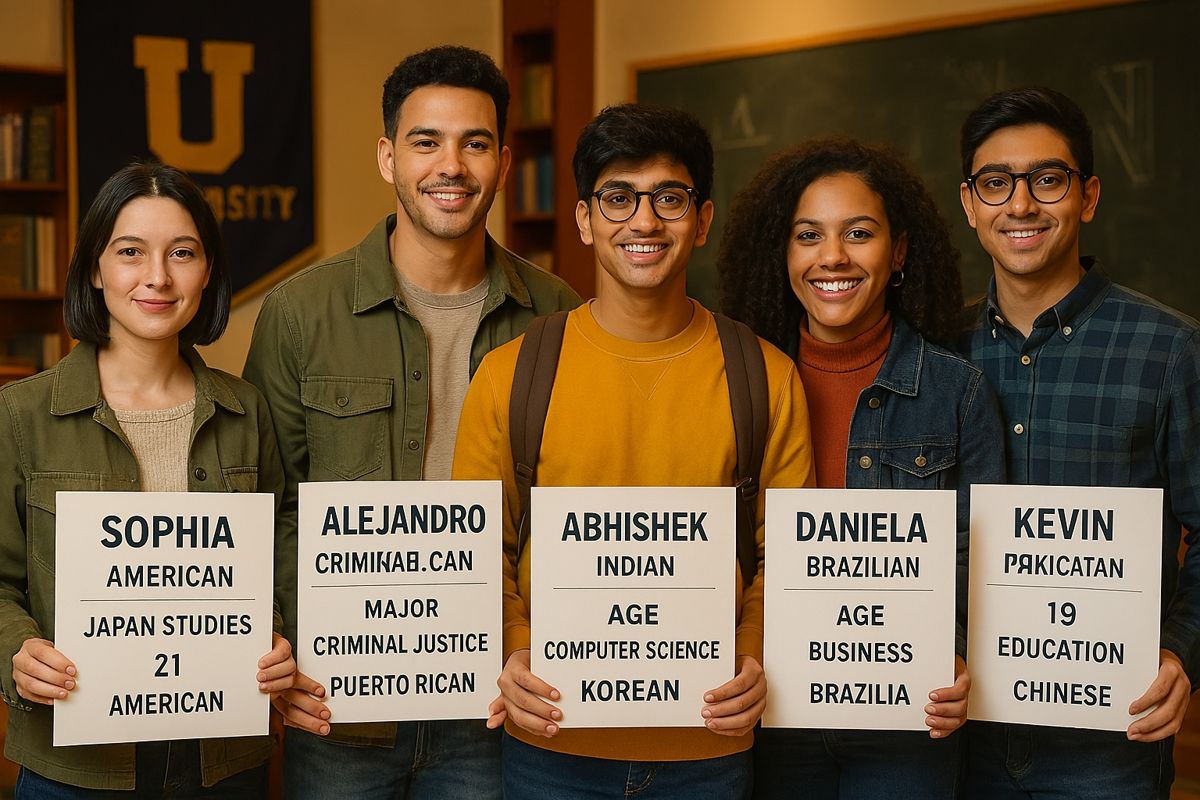 U
SITY
SOPHIA
AMERICAN
JAPAN STUDIES
21
AMERICAN
ALEJANDRO
MAJOR
CRIMINAL JUSTICE
PUERTO RICAN
ABHISHEK
INDIAN
AGE
COMPUTER SCIENCE
KOREAN
DANIELA
BRAZILIAN
AGE
BUSINESS
BRAZILIA
KEVIN
19
EDUCATION
CHINESE